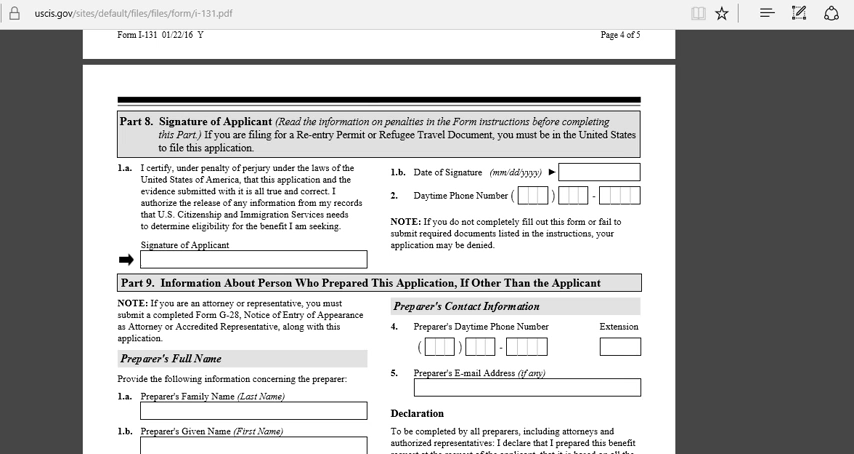 uscis.gov/sites/default/files/files/form/i-131.pdf
Form I-131 01/22/16 Y
Page 4 of 5
Part 8. Signature of Applicant (Read the information on penalties in the Form instructions before completing
this Part.) If you are filing for a Re-entry Permit or Refugee Travel Document, you must be in the United States
to file this application.
1.a. I certify, under penalty of perjury under the laws of the
United States of America, that this application and the
evidence submitted with it is all true and correct. I
authorize the release of any information from my records
that U.S. Citizenship and Immigration Services needs
to determine eligibility for the benefit I am seeking.
Signature of Applicant
1.b. Date of Signature (mm/dd/yyyy) ►
2. Daytime Phone Number ( ) -
NOTE: If you do not completely fill out this form or fail to
submit required documents listed in the instructions, your
application may be denied.
Part 9. Information About Person Who Prepared This Application, If Other Than the Applicant
NOTE: If you are an attorney or representative, you must
submit a completed Form G-28, Notice of Entry of Appearance
as Attorney or Accredited Representative, along with this
application.
Preparer's Full Name
Provide the following information concerning the preparer:
1.a. Preparer's Family Name (Last Name)
1.b. Preparer's Given Name (First Name)
Preparer's Contact Information
4. Preparer's Daytime Phone Number
Extension
( ) -
5. Preparer's E-mail Address (if any)
Declaration
To be completed by all preparers, including attorneys and
authorized representatives: I declare that I prepared this benefit